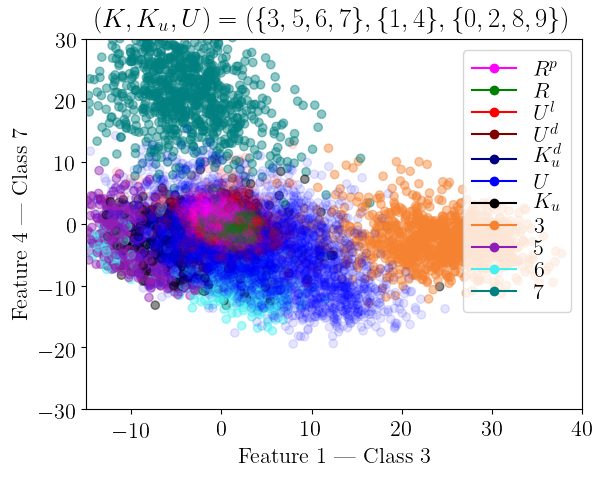 (K, K_u, U) = ({3, 5, 6, 7}, {1, 4}, {0, 2, 8, 9})
30
20
10
0
−10
−20
−30
Feature 4 — Class 7
−10
0
10
20
30
40
Feature 1 — Class 3
R^p
R
U^l
U^d
K_u^d
U
K_u
3
5
6
7